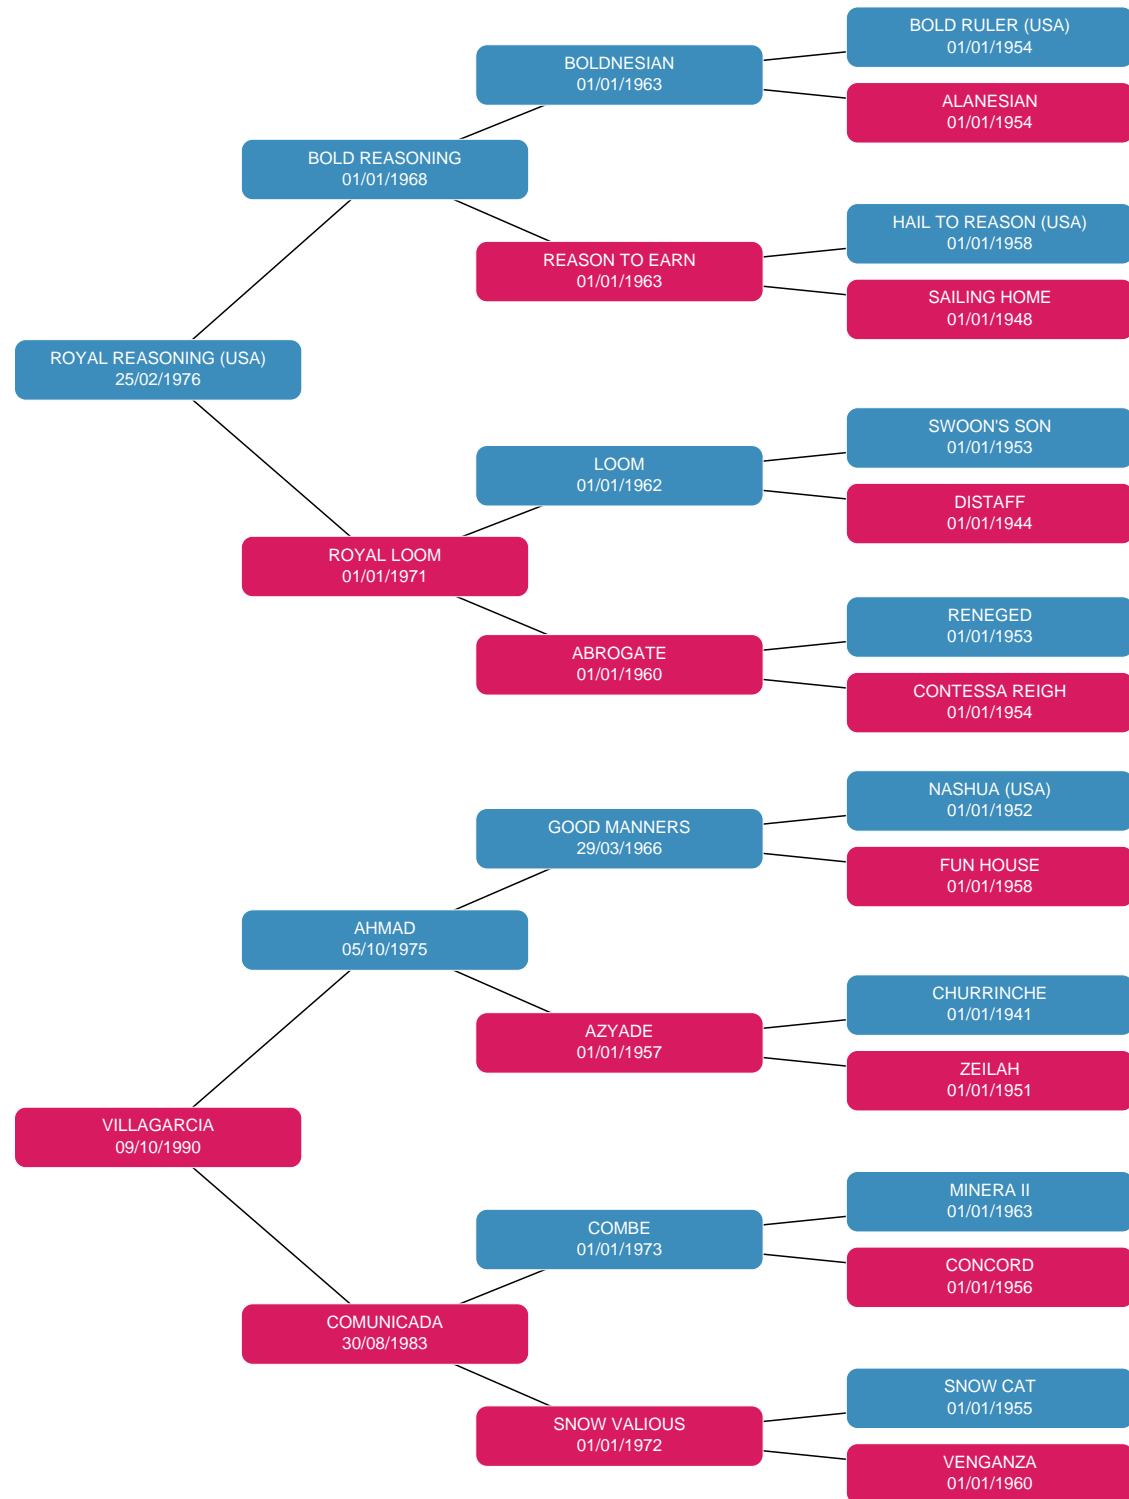 BOLD RULER (USA)
01/01/1954
BOLDNESIAN
01/01/1963
ALANESIAN
01/01/1954
BOLD REASONING
01/01/1968
HAIL TO REASON (USA)
01/01/1958
REASON TO EARN
01/01/1963
SAILING HOME
01/01/1948
ROYAL REASONING (USA)
25/02/1976
SWOON'S SON
01/01/1953
LOOM
01/01/1962
DISTAFF
01/01/1944
ROYAL LOOM
01/01/1971
RENEGED
01/01/1953
ABROGATE
01/01/1960
CONTESSA REIGH
01/01/1954
NASHUA (USA)
01/01/1952
GOOD MANNERS
29/03/1966
FUN HOUSE
01/01/1958
AHMAD
05/10/1975
CHURRINCHE
01/01/1941
AZYADE
01/01/1957
ZEILAH
01/01/1951
VILLAGARCIA
09/10/1990
MINERA II
01/01/1963
COMBE
01/01/1973
CONCORD
01/01/1956
COMUNICADA
30/08/1983
SNOW CAT
01/01/1955
SNOW VALIOUS
01/01/1972
VENGANZA
01/01/1960